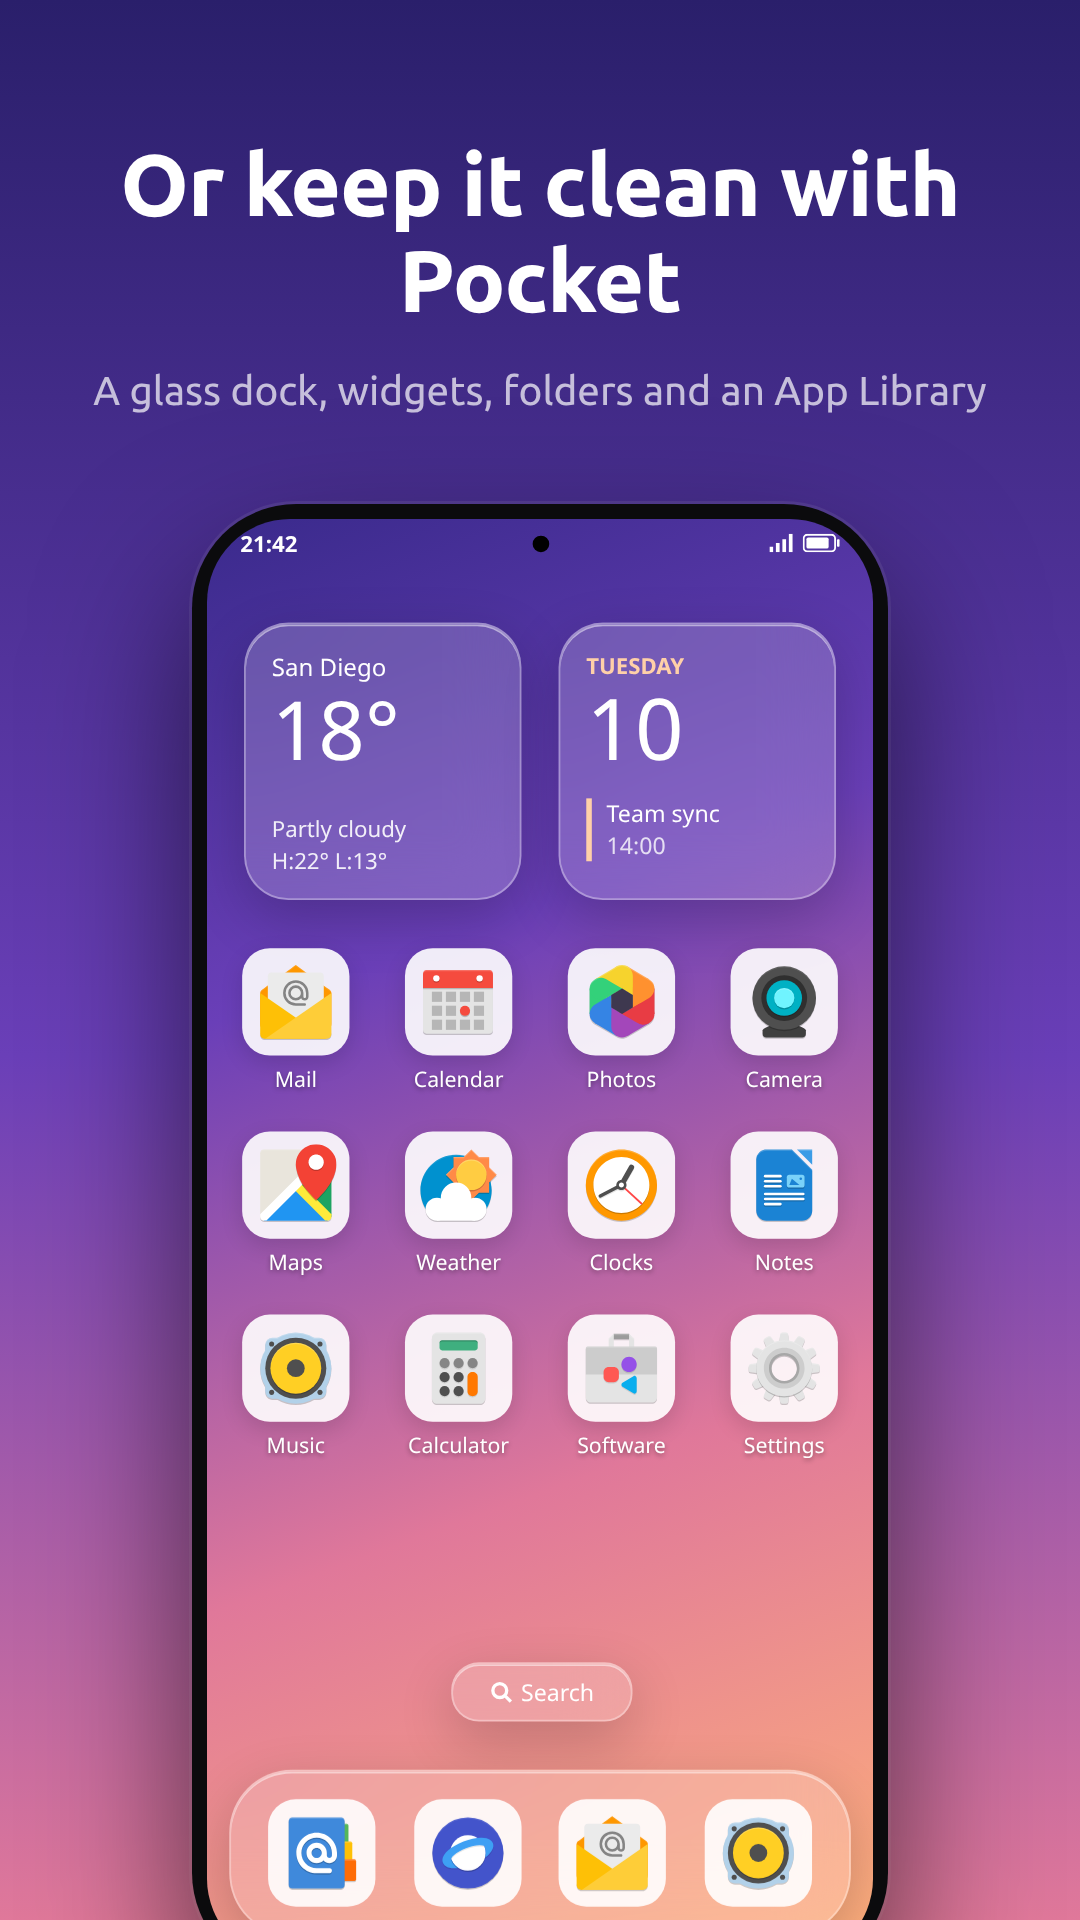 Or keep it clean with
Pocket
A glass dock, widgets, folders and an App Library
21:42
San Diego
18°
Partly cloudy
H:22° L:13°
TUESDAY
10
Team sync
14:00
Mail Calendar Photos Camera
Maps Weather Clocks Notes
Music Calculator Software Settings
Search